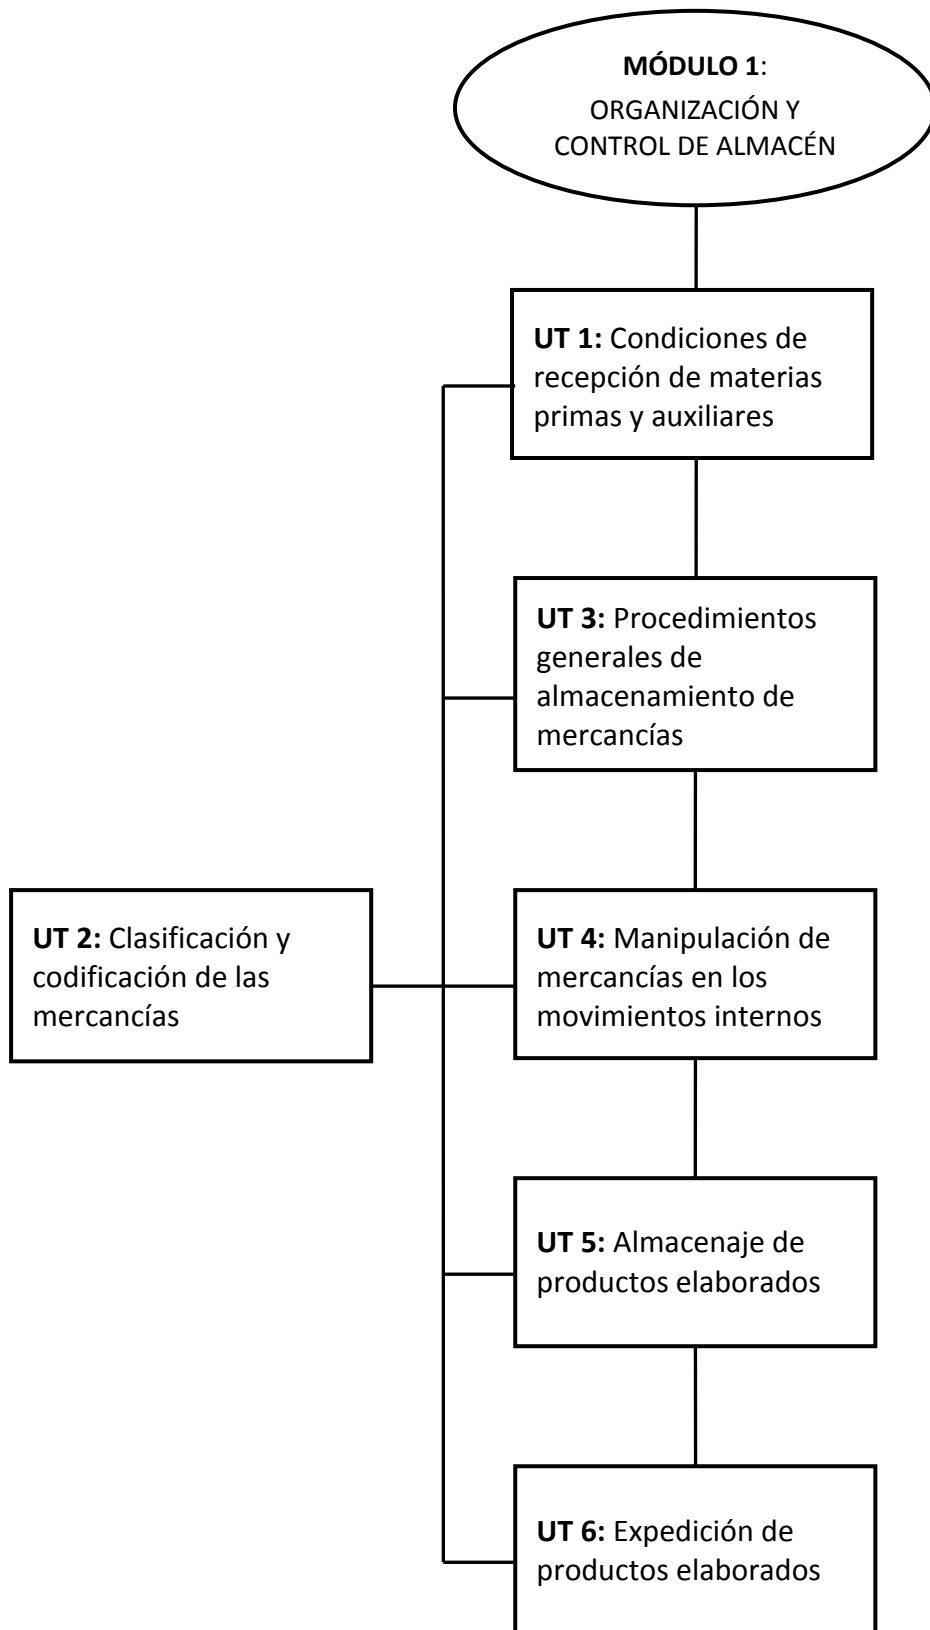 MÓDULO 1:
ORGANIZACIÓN Y
CONTROL DE ALMACÉN
UT 1: Condiciones de
recepción de materias
primas y auxiliares
UT 3: Procedimientos
generales de
almacenamiento de
mercancías
UT 2: Clasificación y
codificación de las
mercancías
UT 4: Manipulación de
mercancías en los
movimientos internos
UT 5: Almacenaje de
productos elaborados
UT 6: Expedición de
productos elaborados